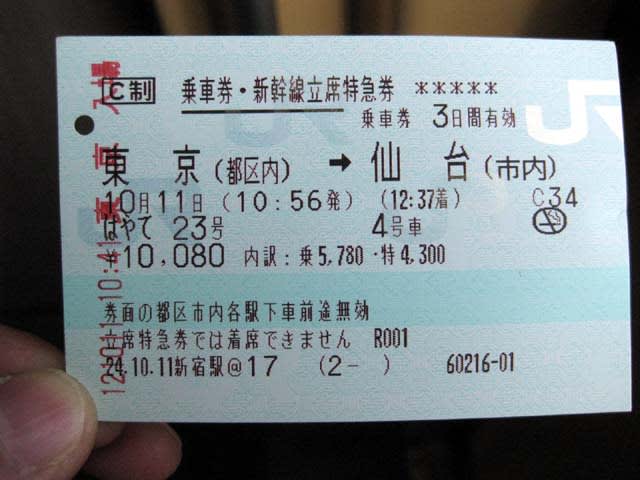 C制 乗車券・新幹線立席特急券 *****
乗車券 3日間有効
東京(都区内) → 仙台(市内)
10月11日 (10:56発) (12:37着) C34
はやて 23号 4号車
¥10,080 内訳:乗5,780・特4,300
券面の都区市内各駅下車前途無効
立席特急券では着席できません R001
24.10.11新宿駅@17 (2- ) 60216-01
東京 入場
JR